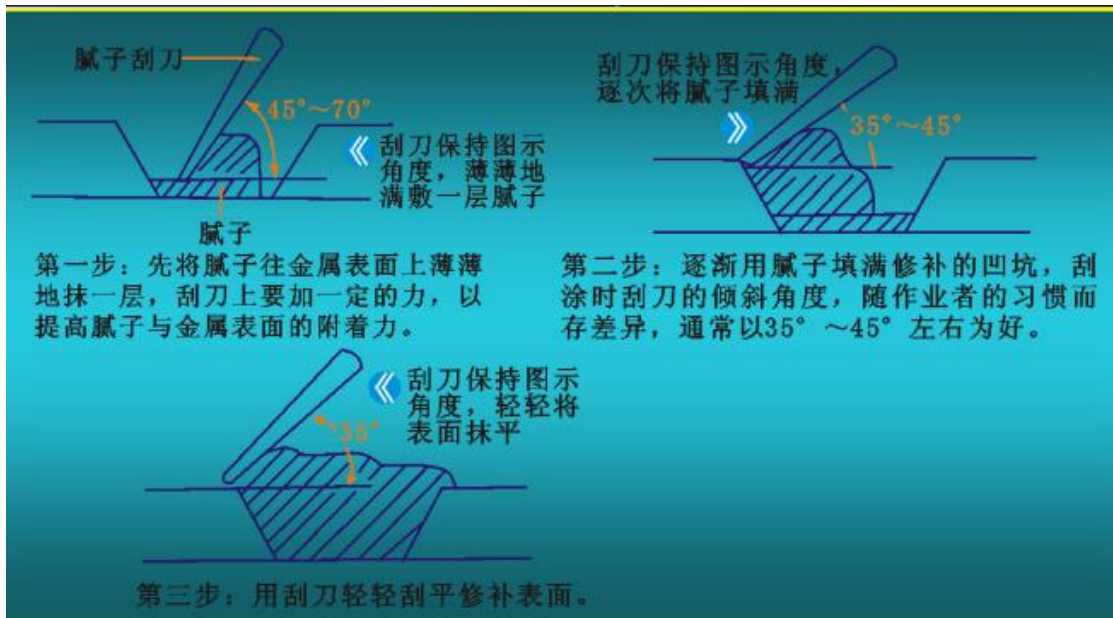 腻子刮刀
45°～70°
刮刀保持图示
角度，薄薄地
满敷一层腻子
腻子
第一步：先将腻子往金属表面上薄薄
地抹一层，刮刀上要加一定的力，以
提高腻子与金属表面的附着力。
刮刀保持图示角度，
逐次将腻子填满
35°～45°
第二步：逐渐用腻子填满修补的凹坑，刮
涂时刮刀的倾斜角度，随作业者的习惯而
存差异，通常以35°～45°左右为好。
刮刀保持图示
角度，轻轻将
表面抹平
35°
第三步：用刮刀轻轻刮平修补表面。